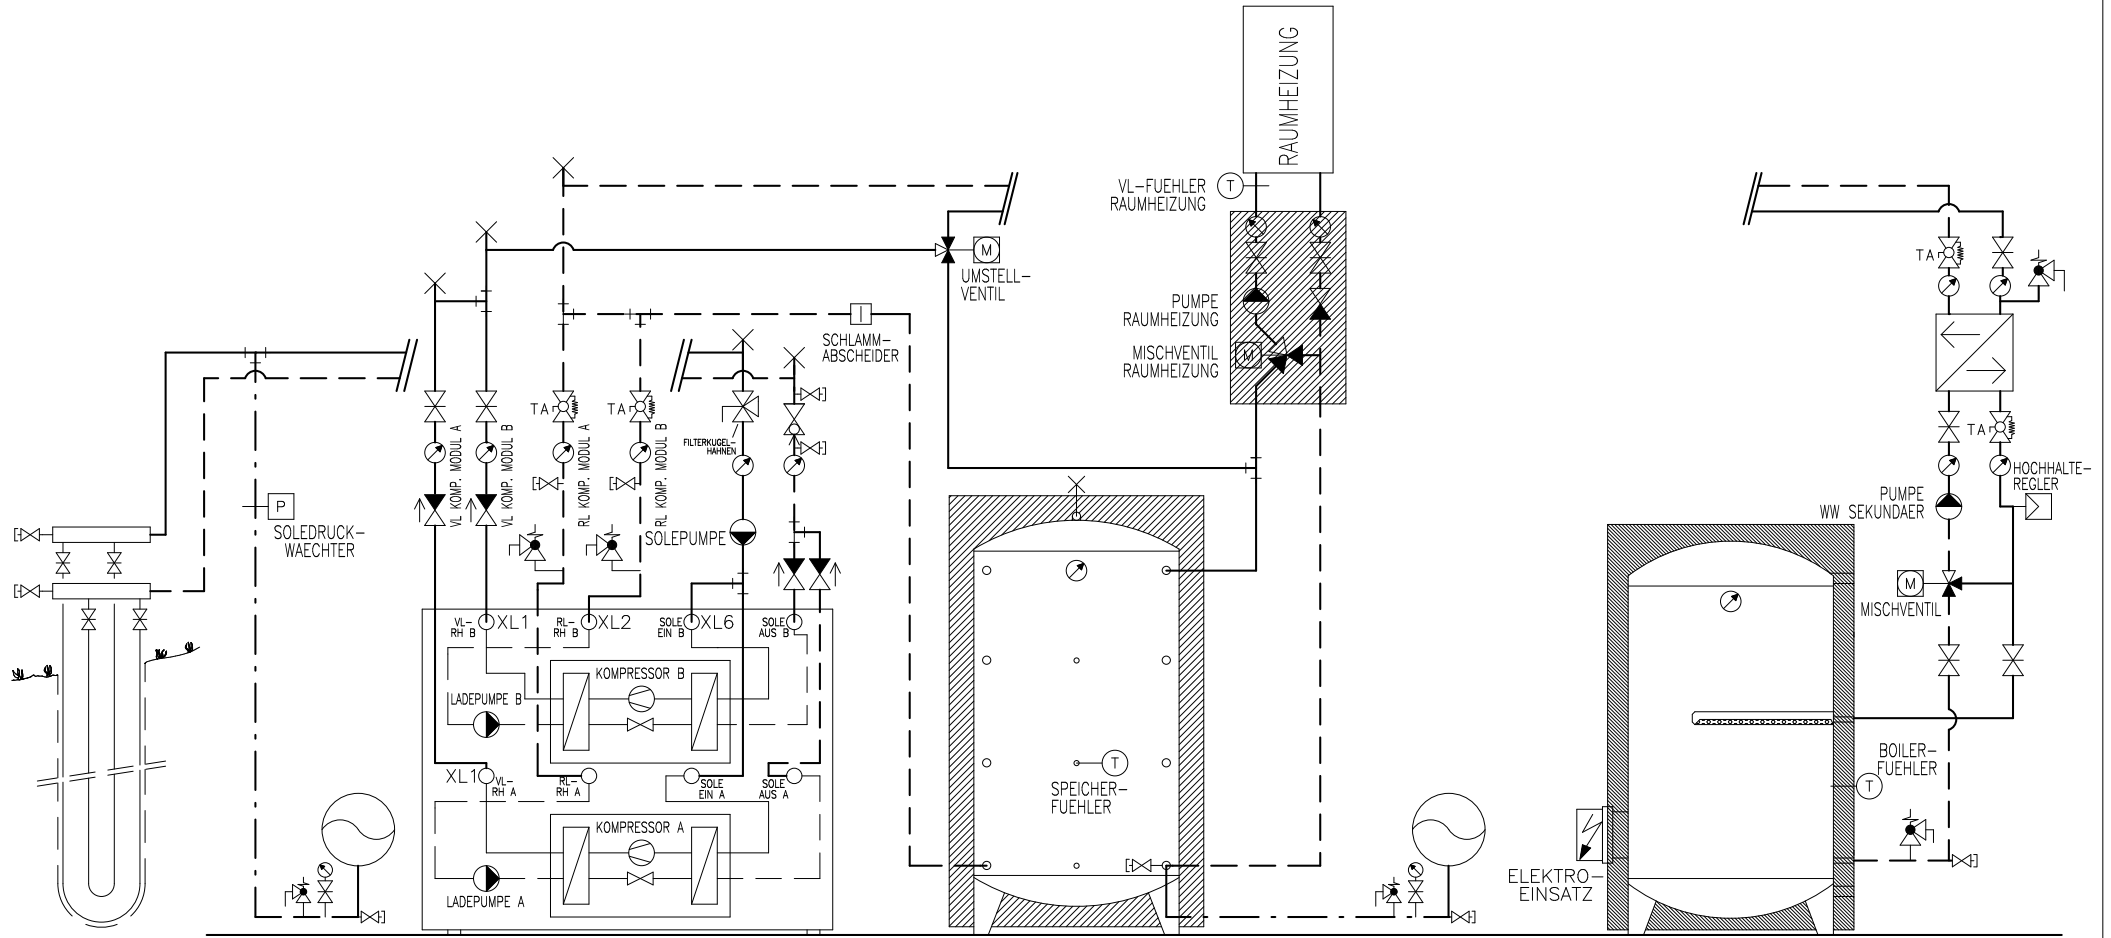 RAUMHEIZUNG
VL-FUEHLER
RAUMHEIZUNG
T
M
UMSTELL-
VENTIL
PUMPE
RAUMHEIZUNG
MISCHVENTIL
RAUMHEIZUNG
M
SCHLAMM-
ABSCHEIDER
TA
TA
TA
TA
VL KOMP. MODUL A
VL KOMP. MODUL B
RL KOMP. MODUL A
RL KOMP. MODUL B
FILTERKUGEL-
HAHNEN
SOLEPUMPE
P
SOLEDRUCK-
WAECHTER
HOCHHALTE-
REGLER
PUMPE
WW SEKUNDAER
M
MISCHVENTIL
VL-
RH B
XL1
RL-
RH B
XL2
SOLE
EIN B
XL6
SOLE
AUS B
KOMPRESSOR B
LADEPUMPE B
XL1
VL-
RH A
RL-
RH A
SOLE
EIN A
SOLE
AUS A
KOMPRESSOR A
LADEPUMPE A
T
SPEICHER-
FUEHLER
BOILER-
FUEHLER
T
ELEKTRO-
EINSATZ